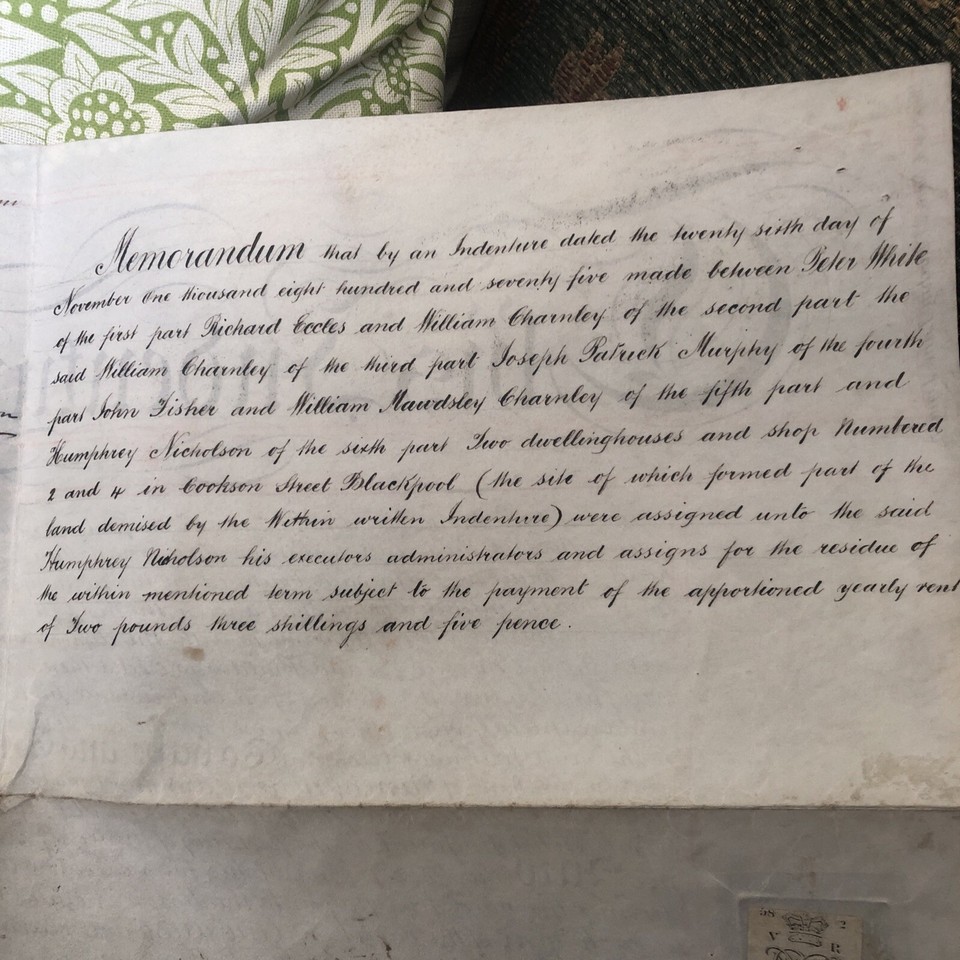 Memorandum that by an Indenture dated the twenty sixth day of
November One thousand eight hundred and seventy five made between Peter White
of the first part Richard Eccles and William Charnley of the second part the
said William Charnley of the third part Joseph Patrick Murphy of the fourth
part John Fisher and William Mawdsley Charnley of the fifth part and
Humphrey Nicholson of the sixth part Two dwellinghouses and shop Numbered
2 and 4 in Cookson Street Blackpool (the site of which formed part of the
land demised by the Within written Indenture) were assigned unto the said
Humphrey Nicholson his executors administrators and assigns for the residue of
the within mentioned term subject to the payment of the apportioned yearly rent
of Two pounds three shillings and five pence.
58 2
V R